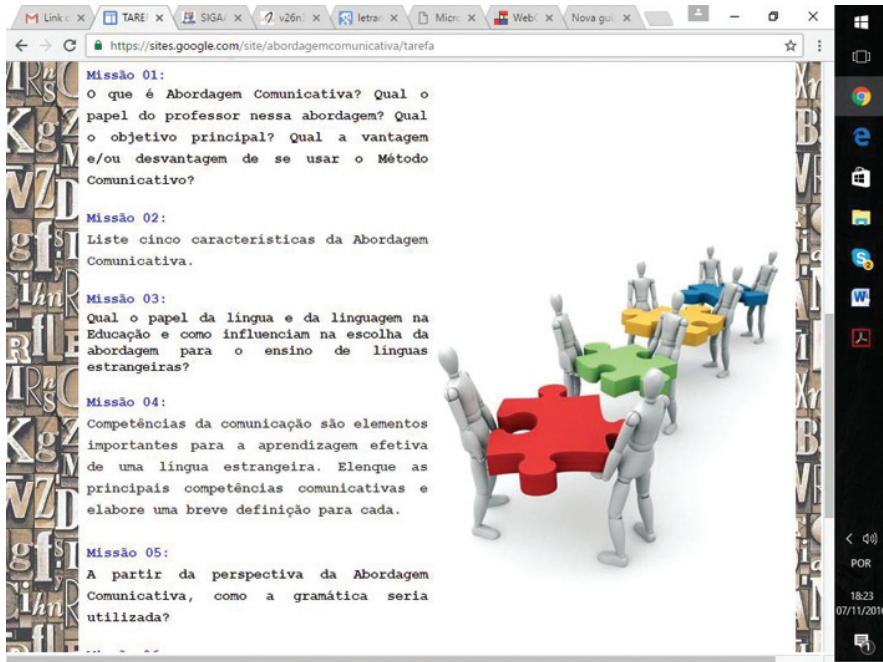 M Link c
TAREF
SIGAA
v26n.
letran
Micro
WebC
Nova gui
https://sites.google.com/site/abordagemcomunicativa/tarefa
Missão 01:
O que é Abordagem Comunicativa? Qual o
papel do professor nessa abordagem? Qual
o objetivo principal? Qual a vantagem
e/ou desvantagem de se usar o Método
Comunicativo?
Missão 02:
Liste cinco características da Abordagem
Comunicativa.
Missão 03:
Qual o papel da língua e da linguagem na
Educação e como influenciam na escolha da
abordagem para o ensino de línguas
estrangeiras?
Missão 04:
Competências da comunicação são elementos
importantes para a aprendizagem efetiva
de uma língua estrangeira. Elenque as
principais competências comunicativas e
elabore uma breve definição para cada.
Missão 05:
A partir da perspectiva da Abordagem
Comunicativa, como a gramática seria
utilizada?
POR
18:23
07/11/2016